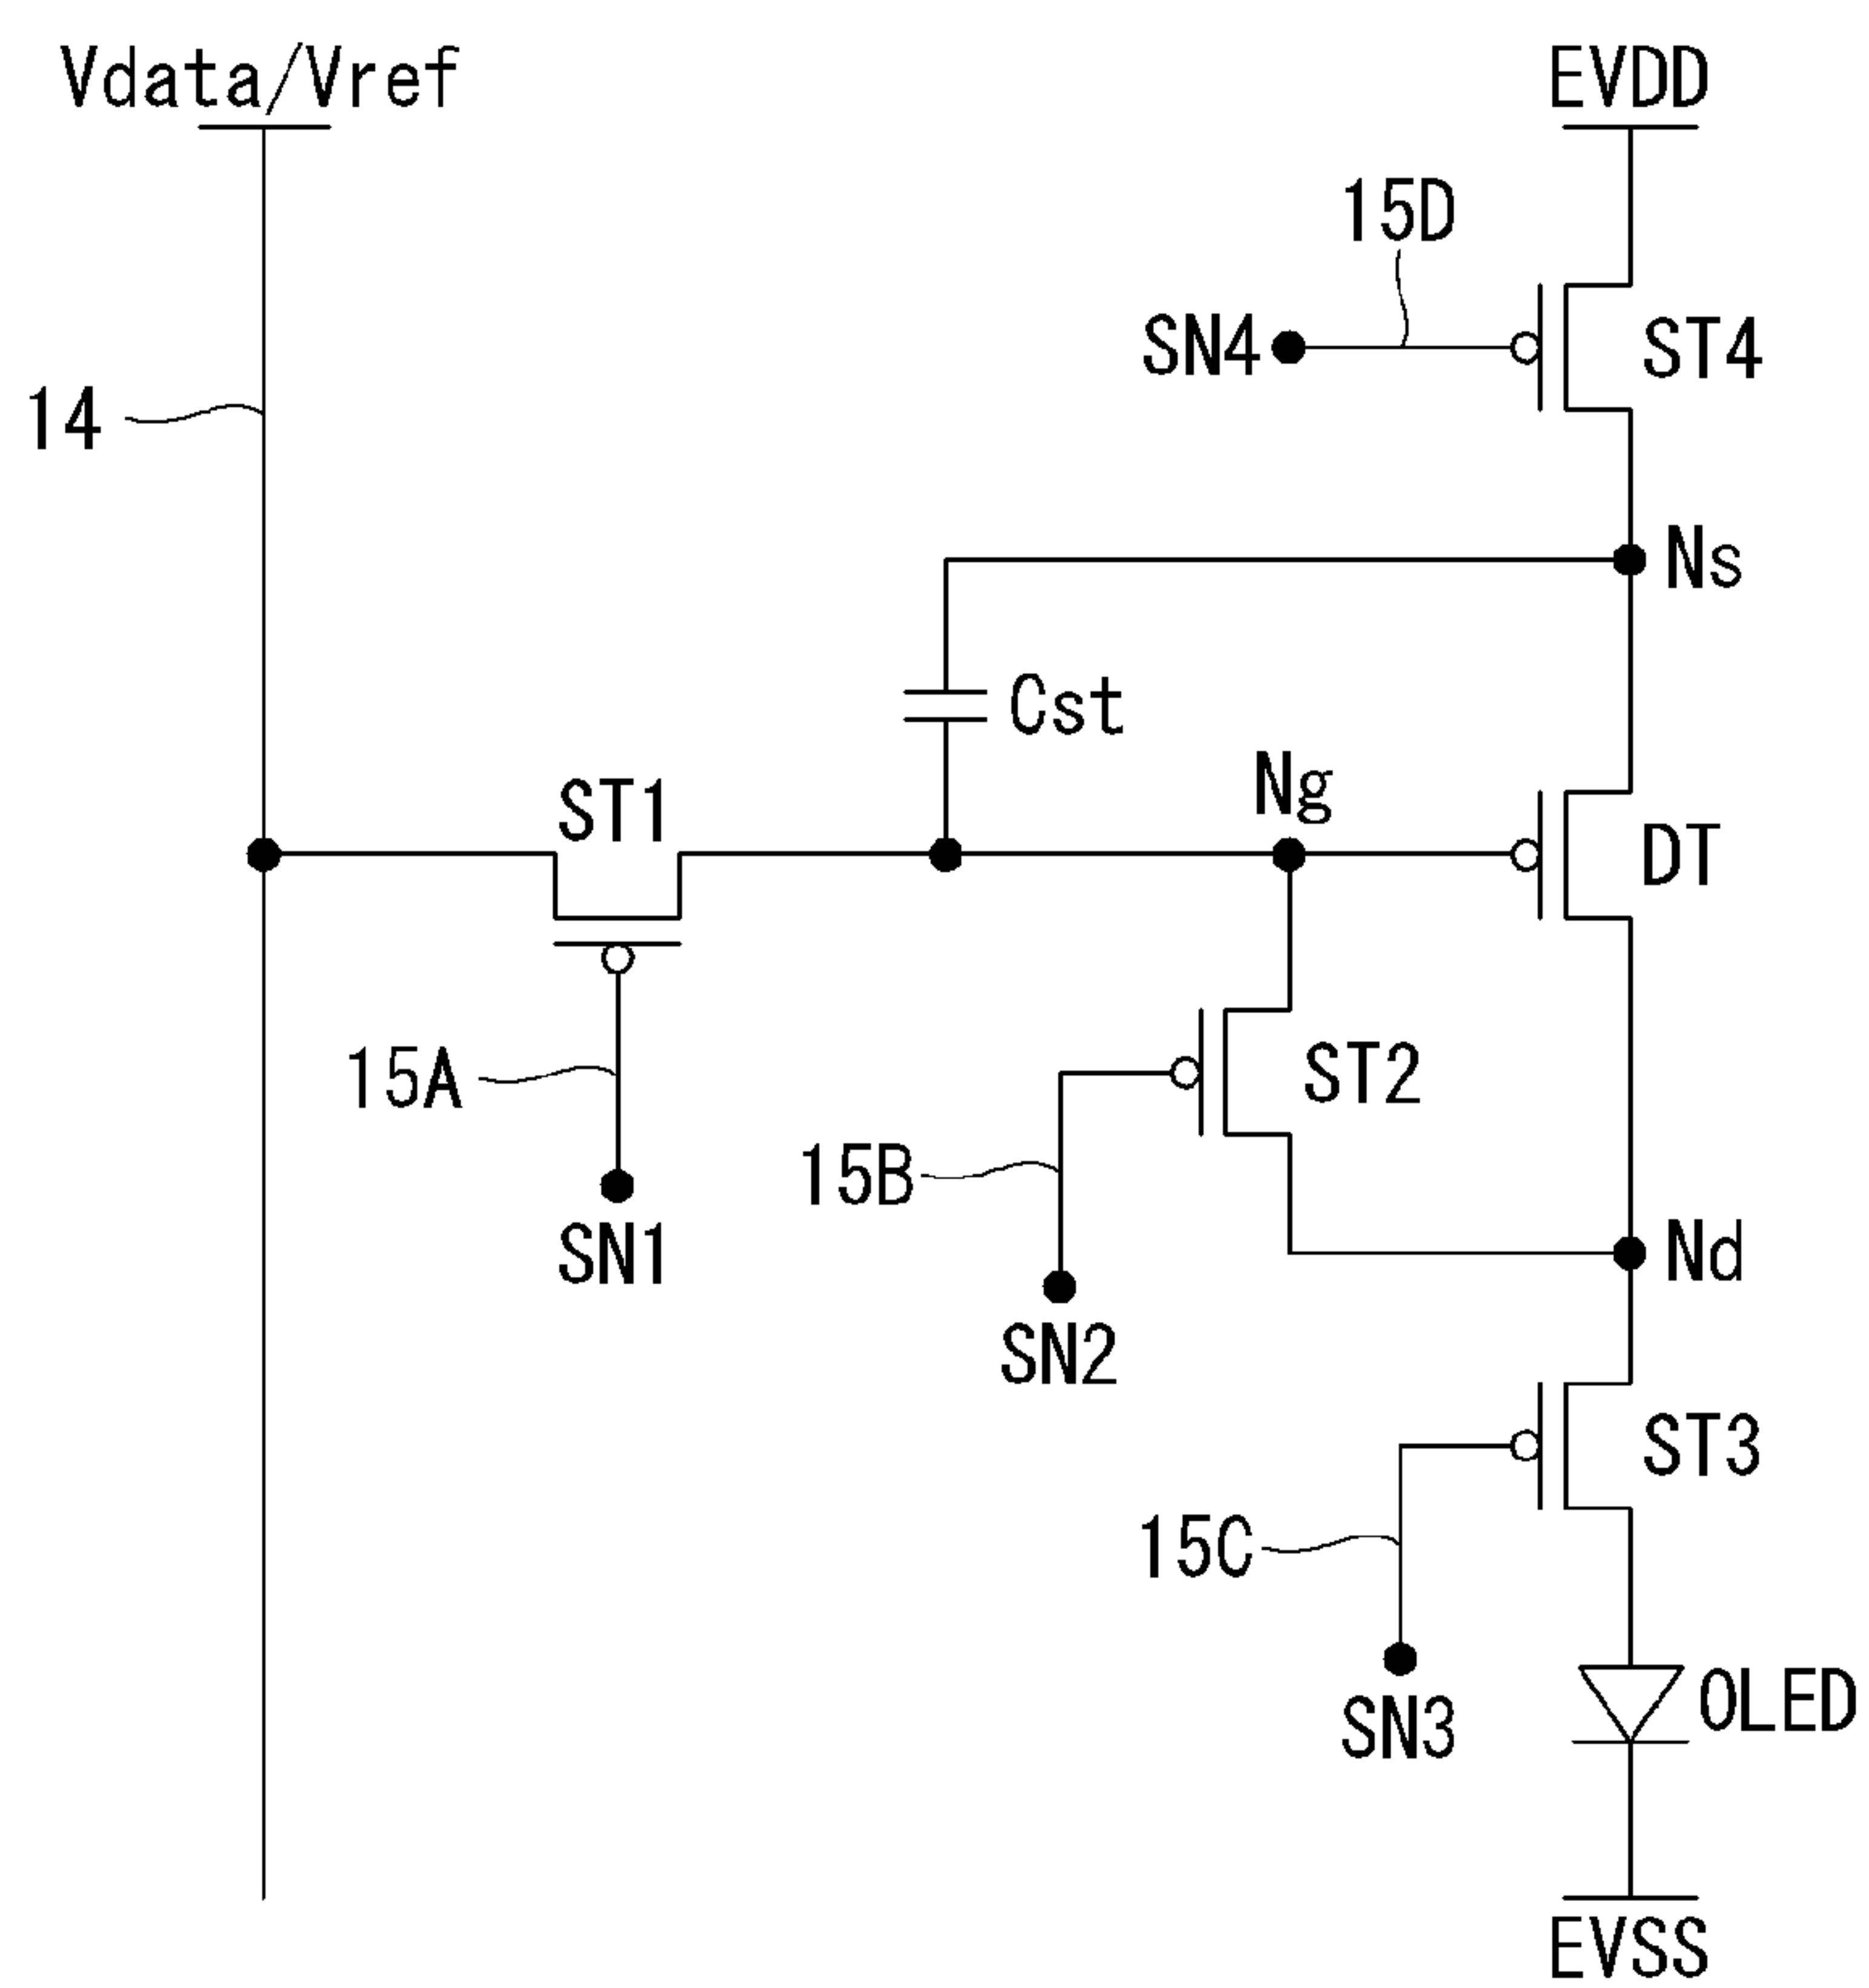 Vdata/Vref
EVDD
15D
SN4
ST4
14
Ns
Cst
Ng
ST1
DT
15A
ST2
15B
SN1
Nd
SN2
ST3
15C
OLED
SN3
EVSS